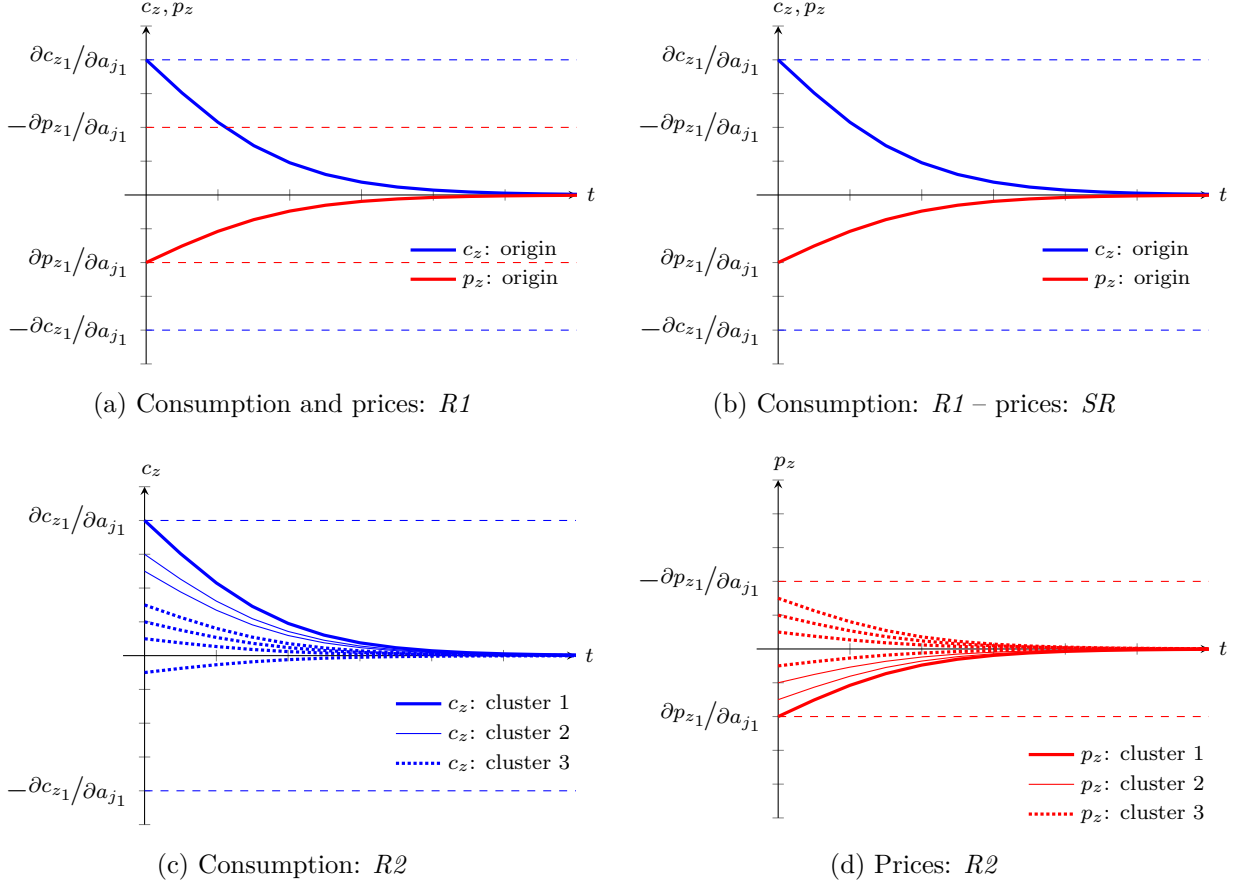 c_z, p_z
∂c_{z_1}/∂a_{j_1}
−∂p_{z_1}/∂a_{j_1}
t
∂p_{z_1}/∂a_{j_1}
−∂c_{z_1}/∂a_{j_1}
c_z: origin
p_z: origin
(a) Consumption and prices: R1
c_z, p_z
∂c_{z_1}/∂a_{j_1}
−∂p_{z_1}/∂a_{j_1}
t
∂p_{z_1}/∂a_{j_1}
−∂c_{z_1}/∂a_{j_1}
c_z: origin
p_z: origin
(b) Consumption: R1 – prices: SR
c_z
∂c_{z_1}/∂a_{j_1}
t
c_z: cluster 1
c_z: cluster 2
c_z: cluster 3
−∂c_{z_1}/∂a_{j_1}
(c) Consumption: R2
p_z
−∂p_{z_1}/∂a_{j_1}
t
∂p_{z_1}/∂a_{j_1}
p_z: cluster 1
p_z: cluster 2
p_z: cluster 3
(d) Prices: R2